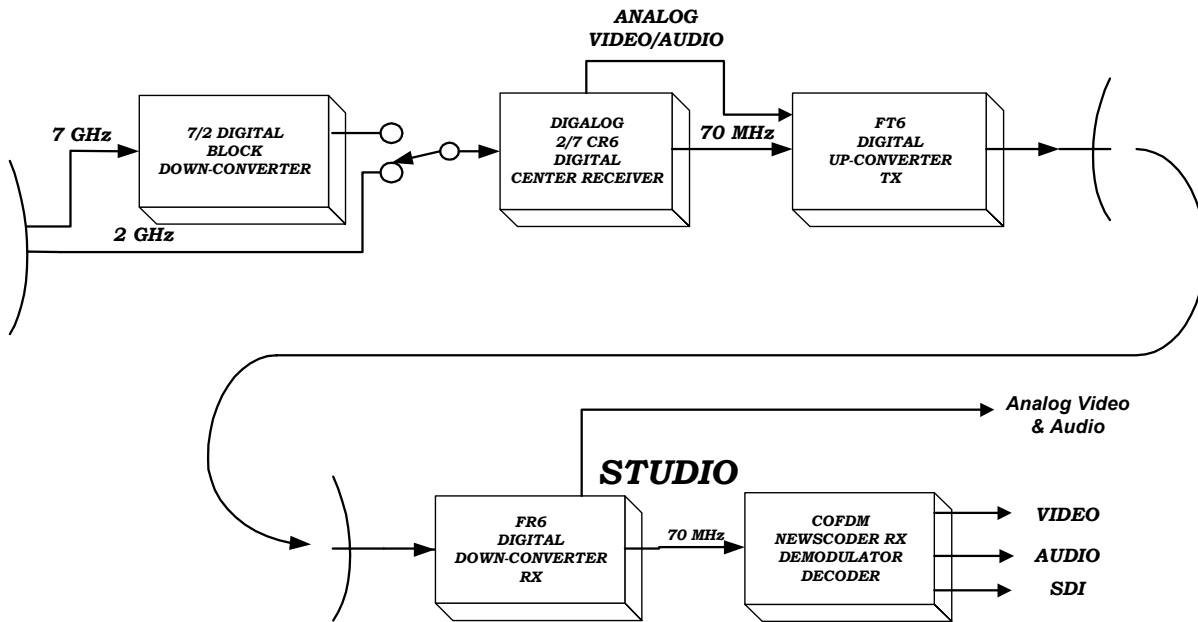 ANALOG
VIDEO/AUDIO
7 GHz
7/2 DIGITAL
BLOCK
DOWN-CONVERTER
2 GHz
DIGALOG
2/7 CR6
DIGITAL
CENTER RECEIVER
70 MHz
FT6
DIGITAL
UP-CONVERTER
TX
Analog Video
& Audio
STUDIO
FR6
DIGITAL
DOWN-CONVERTER
RX
70 MHz
COFDM
NEWSCODER RX
DEMODULATOR
DECODER
VIDEO
AUDIO
SDI